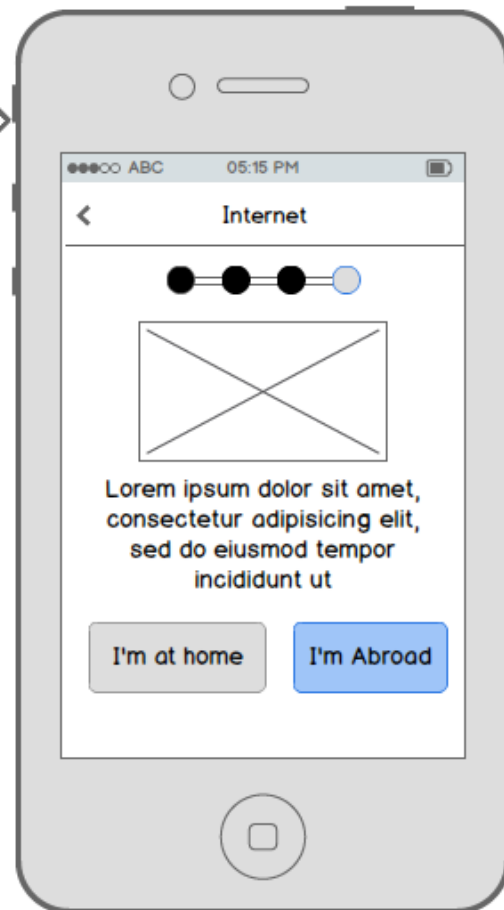 ABC 05:15 PM
Internet
Lorem ipsum dolor sit amet,
consectetur adipisicing elit,
sed do eiusmod tempor
incididunt ut
I'm at home I'm Abroad